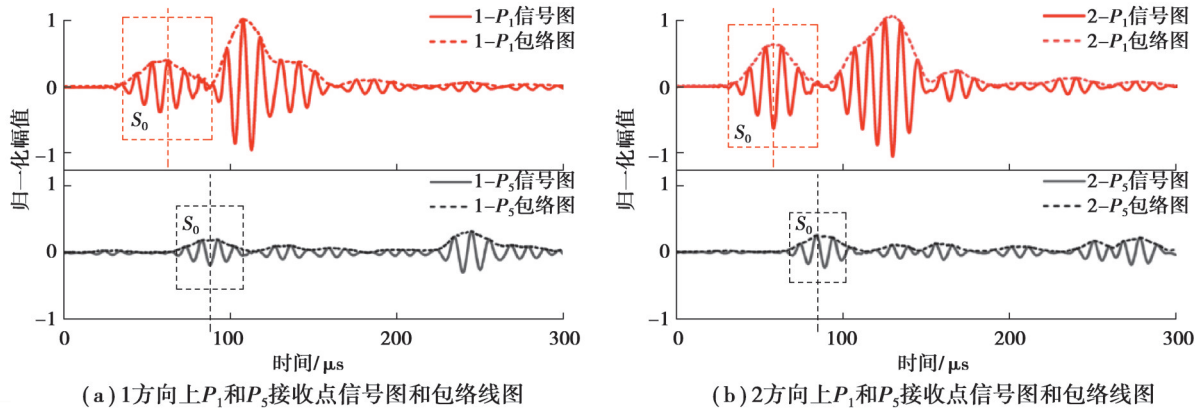 归一化幅值
1
0
−1
1
0
−1
1–P₁信号图
1–P₁包络图
S₀
1–P₅信号图
1–P₅包络图
S₀
0 100 200 300
时间/μs
(a) 1方向上P₁和P₅接收点信号图和包络线图
归一化幅值
1
0
−1
1
0
−1
2–P₁信号图
2–P₁包络图
S₀
2–P₅信号图
2–P₅包络图
S₀
0 100 200 300
时间/μs
(b) 2方向上P₁和P₅接收点信号图和包络线图